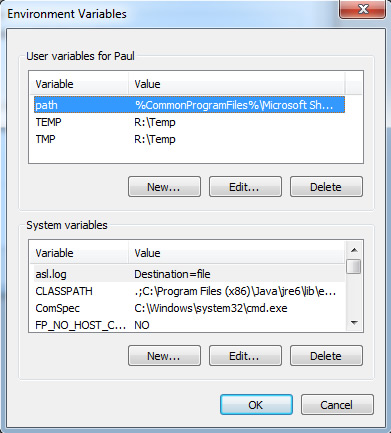 Environment Variables
User variables for Paul
Variable Value
path %CommonProgramFiles%\Microsoft Sh...
TEMP R:\Temp
TMP R:\Temp
New... Edit... Delete
System variables
Variable Value
asl.log Destination=file
CLASSPATH .;C:\Program Files (x86)\Java\jre6\lib\e...
ComSpec C:\Windows\system32\cmd.exe
FP_NO_HOST_C... NO
New... Edit... Delete
OK Cancel